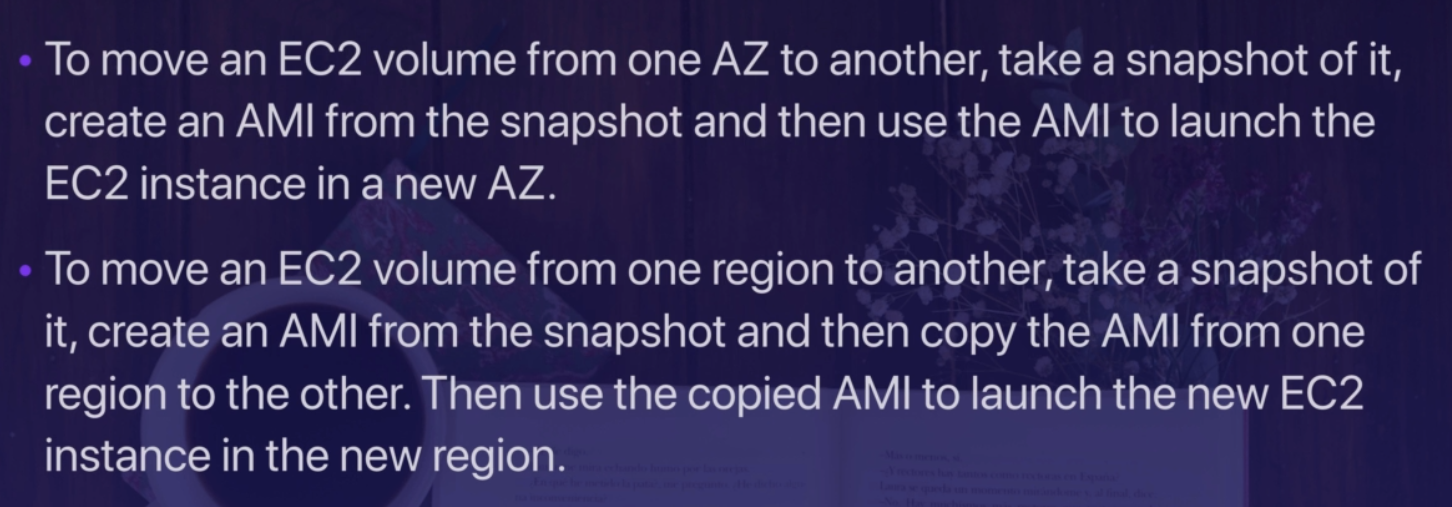 • To move an EC2 volume from one AZ to another, take a snapshot of it,
create an AMI from the snapshot and then use the AMI to launch the
EC2 instance in a new AZ.
• To move an EC2 volume from one region to another, take a snapshot of
it, create an AMI from the snapshot and then copy the AMI from one
region to the other. Then use the copied AMI to launch the new EC2
instance in the new region.